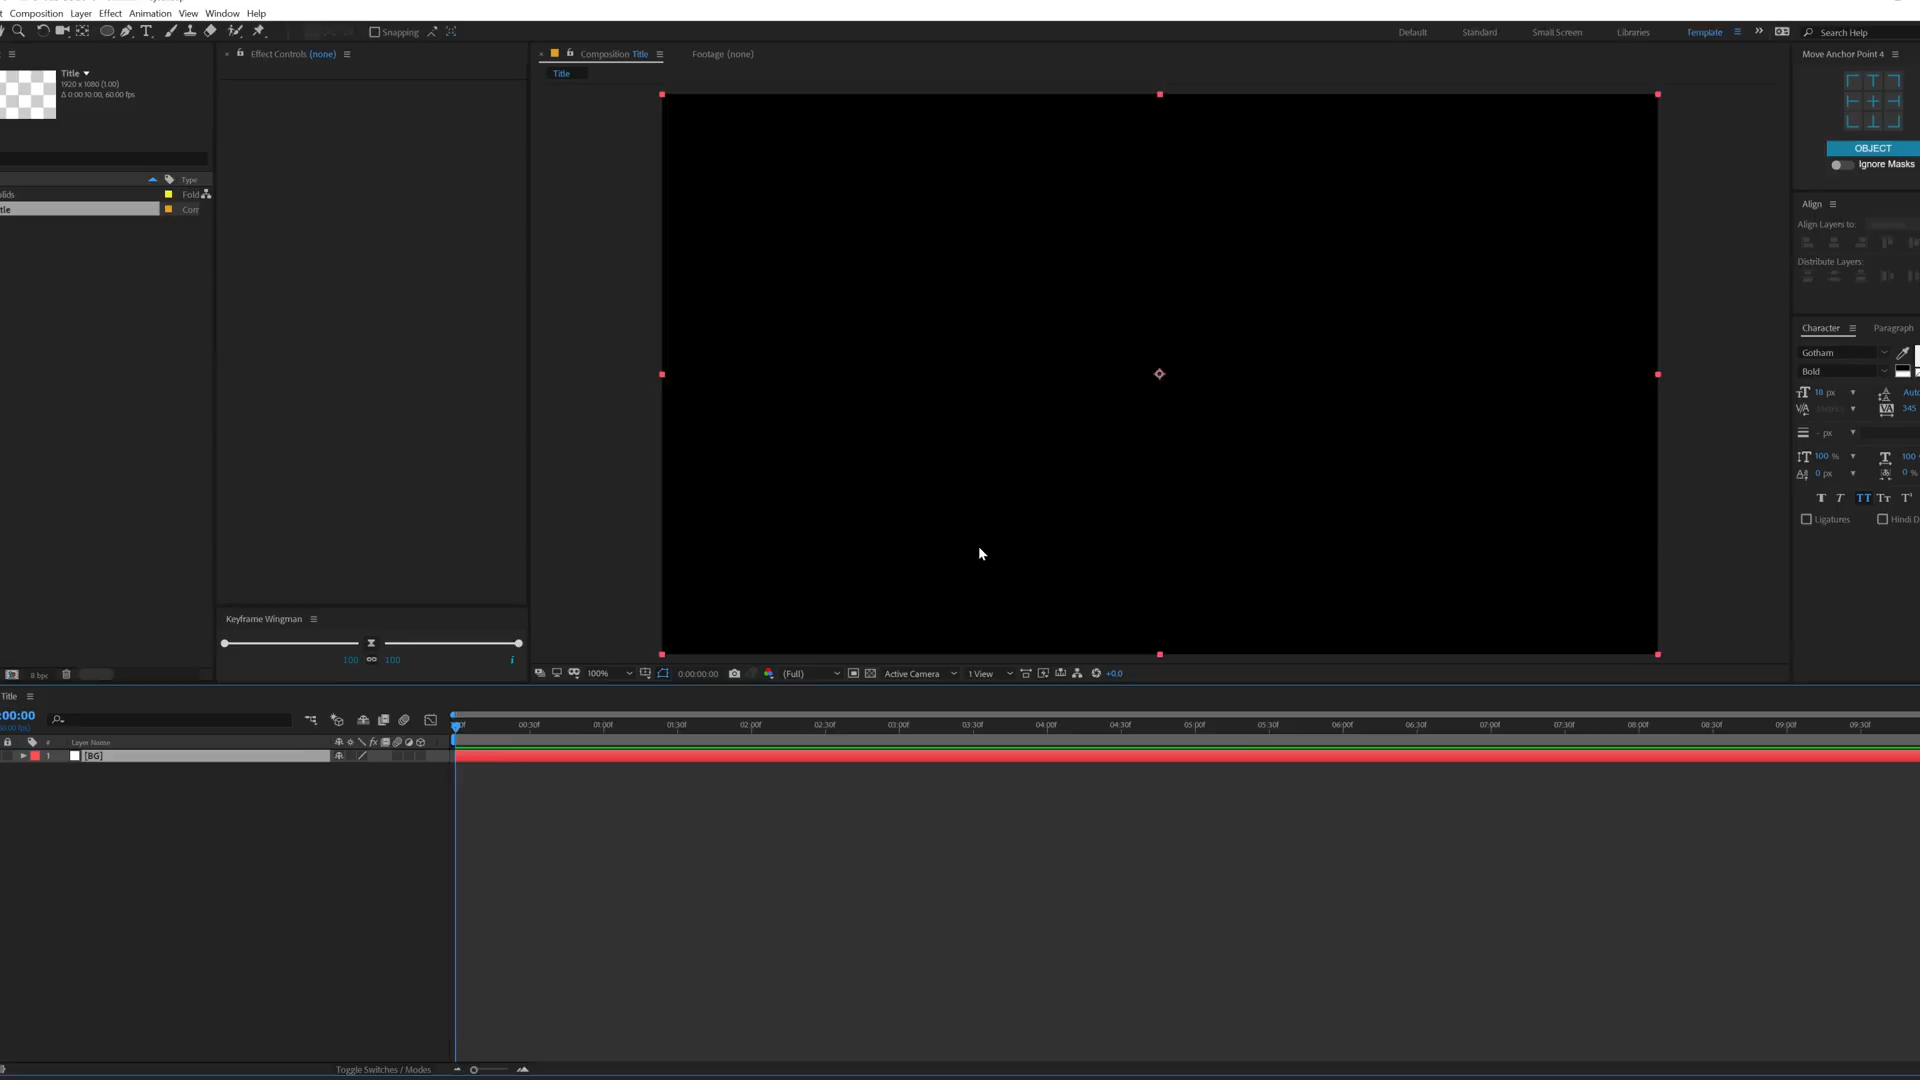 Composition Layer Effect Animation View Window Help
Snapping
Default Standard Small Screen Libraries Template Search Help
Effect Controls (none)
Composition Title
Footage (none)
Move Anchor Point 4
Title
1920 x 1080 (1.00)
Δ 0:00:10:00, 60.00 fps
Title
OBJECT
Ignore Masks
Type
olids Fold
tle Com
Align
Align Layers to:
Distribute Layers:
Character Paragraph
Gotham
Bold
18 px Auto
Metrics 345
- px
100 % 100
0 px 0 %
TT Tt
Ligatures Hindi D
Keyframe Wingman
100 100
8 bpc
100% 0:00:00:00 (Full) Active Camera 1 View +0.0
Title
:00:00
# Layer Name
00:30f 01:00f 01:30f 02:00f 02:30f 03:00f 03:30f 04:00f 04:30f 05:00f 05:30f 06:00f 06:30f 07:00f 07:30f 08:00f 08:30f 09:00f 09:30f
1 [BG]
Toggle Switches / Modes